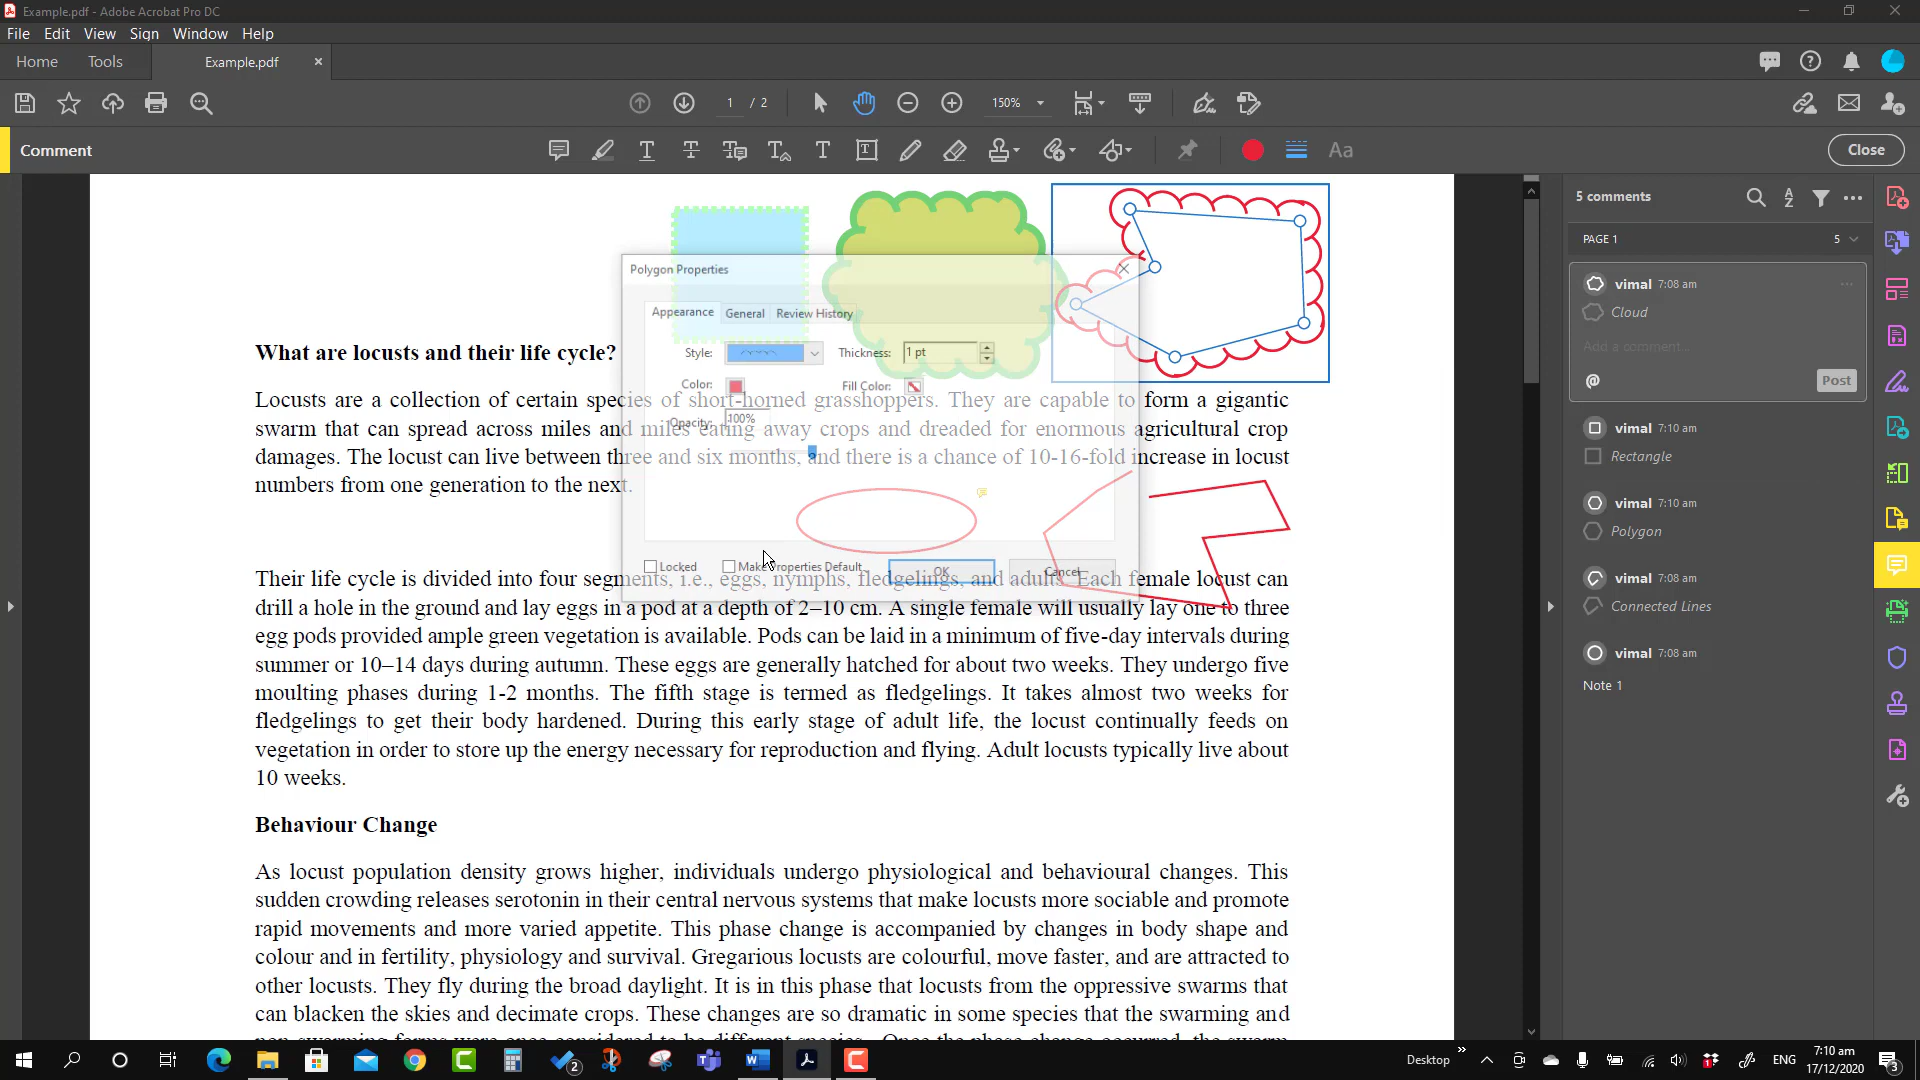 Example.pdf - Adobe Acrobat Pro DC
File Edit View Sign Window Help
Home Tools Example.pdf
1 / 2 150%
Comment
Close
Polygon Properties
Appearance General Review History
Style: Thickness: 1 pt
Color: Fill Color:
Opacity: 100%
Locked Make Properties Default OK Cancel
What are locusts and their life cycle?
Locusts are a collection of certain species of short-horned grasshoppers. They are capable to form a gigantic
swarm that can spread across miles and miles eating away crops and dreaded for enormous agricultural crop
damages. The locust can live between three and six months, and there is a chance of 10-16-fold increase in locust
numbers from one generation to the next.
Their life cycle is divided into four segments, i.e., eggs, nymphs, fledgelings, and adults. Each female locust can
drill a hole in the ground and lay eggs in a pod at a depth of 2–10 cm. A single female will usually lay one to three
egg pods provided ample green vegetation is available. Pods can be laid in a minimum of five-day intervals during
summer or 10–14 days during autumn. These eggs are generally hatched for about two weeks. They undergo five
moulting phases during 1-2 months. The fifth stage is termed as fledgelings. It takes almost two weeks for
fledgelings to get their body hardened. During this early stage of adult life, the locust continually feeds on
vegetation in order to store up the energy necessary for reproduction and flying. Adult locusts typically live about
10 weeks.
Behaviour Change
As locust population density grows higher, individuals undergo physiological and behavioural changes. This
sudden crowding releases serotonin in their central nervous systems that make locusts more sociable and promote
rapid movements and more varied appetite. This phase change is accompanied by changes in body shape and
colour and in fertility, physiology and survival. Gregarious locusts are colourful, move faster, and are attracted to
other locusts. They fly during the broad daylight. It is in this phase that locusts from the oppressive swarms that
can blacken the skies and decimate crops. These changes are so dramatic in some species that the swarming and
5 comments
PAGE 1 5
vimal 7:08 am
Cloud
Add a comment...
@ Post
vimal 7:10 am
Rectangle
vimal 7:10 am
Polygon
vimal 7:08 am
Connected Lines
vimal 7:08 am
Note 1
Desktop
ENG
7:10 am
17/12/2020